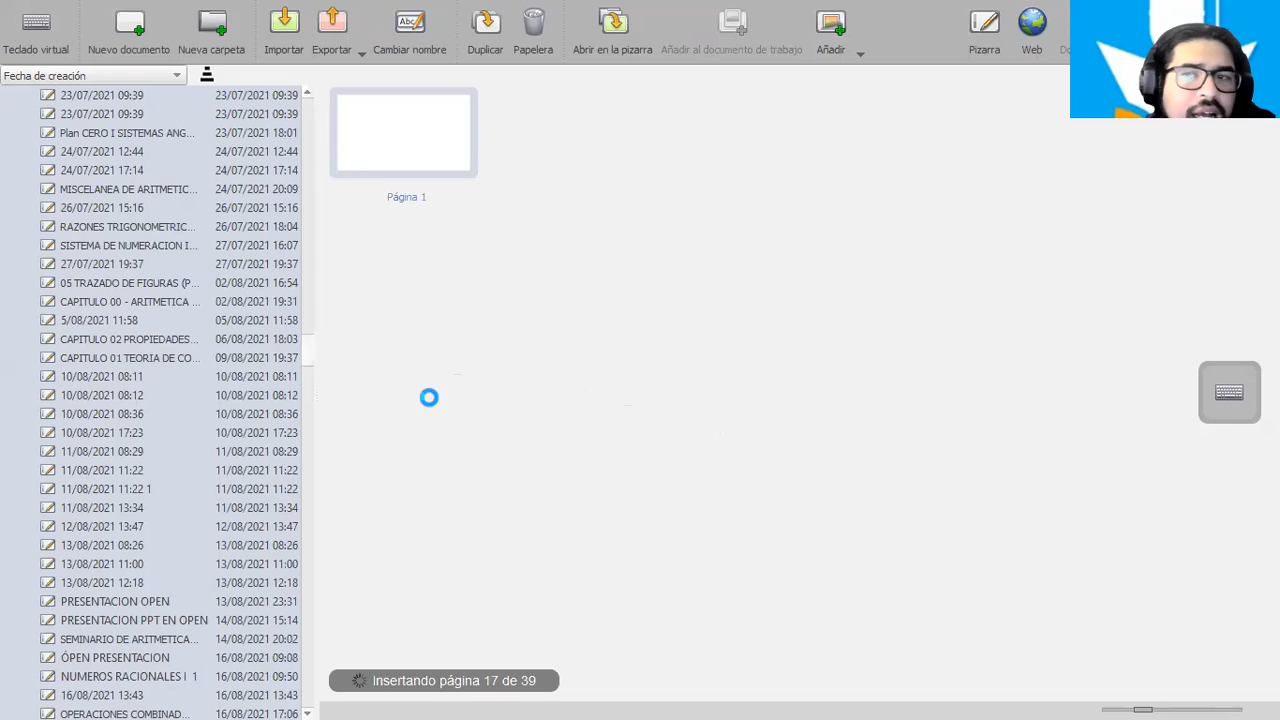 Teclado virtual
Nuevo documento
Nueva carpeta
Importar
Exportar
Cambiar nombre
Duplicar
Papelera
Abrir en la pizarra
Añadir al documento de trabajo
Añadir
Pizarra
Web
Fecha de creación
23/07/2021 09:39 23/07/2021 09:39
23/07/2021 09:39 23/07/2021 09:39
Plan CERO I SISTEMAS ANG... 23/07/2021 18:01
24/07/2021 12:44 24/07/2021 12:44
24/07/2021 17:14 24/07/2021 17:14
MISCELANEA DE ARITMETIC... 24/07/2021 20:09
26/07/2021 15:16 26/07/2021 15:16
RAZONES TRIGONOMETRIC... 26/07/2021 18:04
SISTEMA DE NUMERACION I... 27/07/2021 16:07
27/07/2021 19:37 27/07/2021 19:37
05 TRAZADO DE FIGURAS (P... 02/08/2021 16:54
CAPITULO 00 - ARITMETICA ... 02/08/2021 19:31
5/08/2021 11:58 05/08/2021 11:58
CAPITULO 02 PROPIEDADES... 06/08/2021 18:03
CAPITULO 01 TEORIA DE CO... 09/08/2021 19:37
10/08/2021 08:11 10/08/2021 08:11
10/08/2021 08:12 10/08/2021 08:12
10/08/2021 08:36 10/08/2021 08:36
10/08/2021 17:23 10/08/2021 17:23
11/08/2021 08:29 11/08/2021 08:29
11/08/2021 11:22 11/08/2021 11:22
11/08/2021 11:22 1 11/08/2021 11:22
11/08/2021 13:34 11/08/2021 13:34
12/08/2021 13:47 12/08/2021 13:47
13/08/2021 08:26 13/08/2021 08:26
13/08/2021 11:00 13/08/2021 11:00
13/08/2021 12:18 13/08/2021 12:18
PRESENTACION OPEN 13/08/2021 23:31
PRESENTACION PPT EN OPEN 14/08/2021 15:14
SEMINARIO DE ARITMETICA... 14/08/2021 20:02
ÓPEN PRESENTACION 16/08/2021 09:08
NUMEROS RACIONALES I 1 16/08/2021 09:50
16/08/2021 13:43 16/08/2021 13:43
OPERACIONES COMBINAD... 16/08/2021 17:06
Página 1
Insertando página 17 de 39